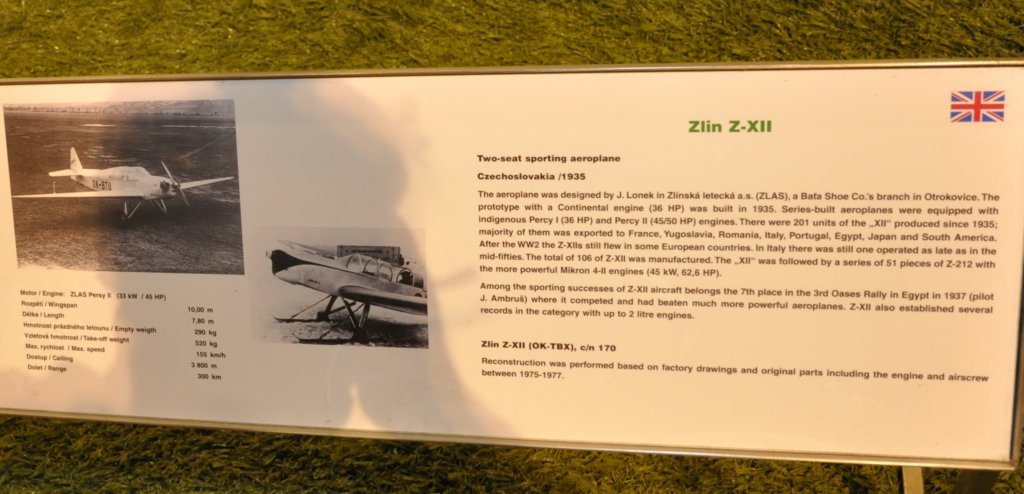 OK-BTU
Motor / Engine: ZLAS Persy II (33 kW / 45 HP)
Rozpětí / Wingspan 10,00 m
Délka / Length 7,80 m
Hmotnost prázdného letounu / Empty weigth 290 kg
Vzletová hmotnost / Take-off weight 520 kg
Max. rychlost / Max. speed 155 km/h
Dostup / Ceiling 3 800 m
Dolet / Range 300 km
Zlin Z-XII
Two-seat sporting aeroplane
Czechoslovakia /1935
The aeroplane was designed by J. Lonek in Zlínská letecká a.s. (ZLAS), a Baťa Shoe Co.'s branch in Otrokovice. The
prototype with a Continental engine (36 HP) was built in 1935. Series-built aeroplanes were equipped with
indigenous Percy I (36 HP) and Percy II (45/50 HP) engines. There were 201 units of the „XII" produced since 1935;
majority of them was exported to France, Yugoslavia, Romania, Italy, Portugal, Egypt, Japan and South America.
After the WW2 the Z-XIIs still flew in some European countries. In Italy there was still one operated as late as in the
mid-fifties. The total of 106 of Z-XII was manufactured. The „XII" was followed by a series of 51 pieces of Z-212 with
the more powerful Mikron 4-II engines (45 kW, 62,6 HP).
Among the sporting successes of Z-XII aircraft belongs the 7th place in the 3rd Oases Rally in Egypt in 1937 (pilot
J. Ambruš) where it competed and had beaten much more powerful aeroplanes. Z-XII also established several
records in the category with up to 2 litre engines.
Zlin Z-XII (OK-TBX), c/n 170
Reconstruction was performed based on factory drawings and original parts including the engine and airscrew
between 1975-1977.